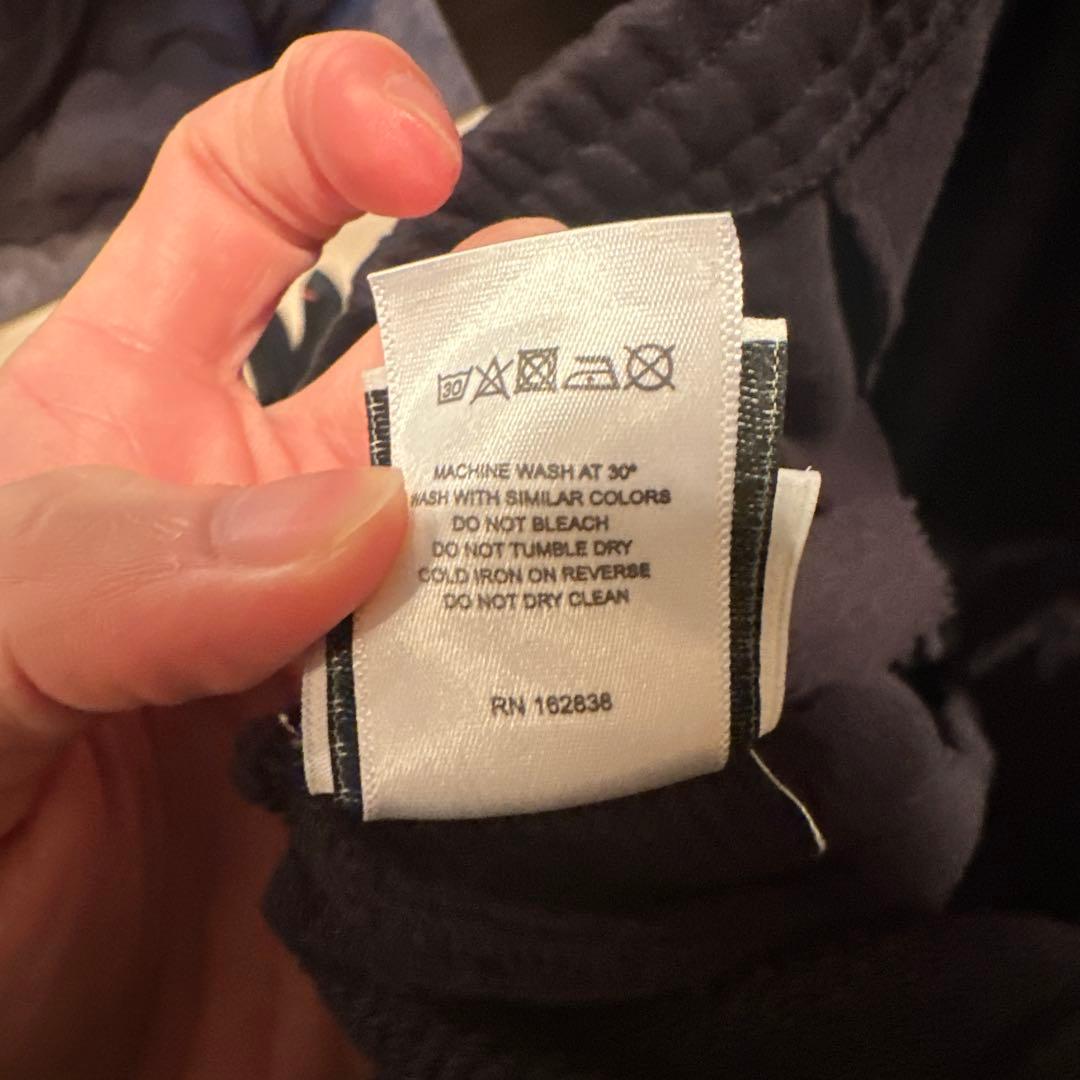 30
MACHINE WASH AT 30°
WASH WITH SIMILAR COLORS
DO NOT BLEACH
DO NOT TUMBLE DRY
COLD IRON ON REVERSE
DO NOT DRY CLEAN
RN 162838